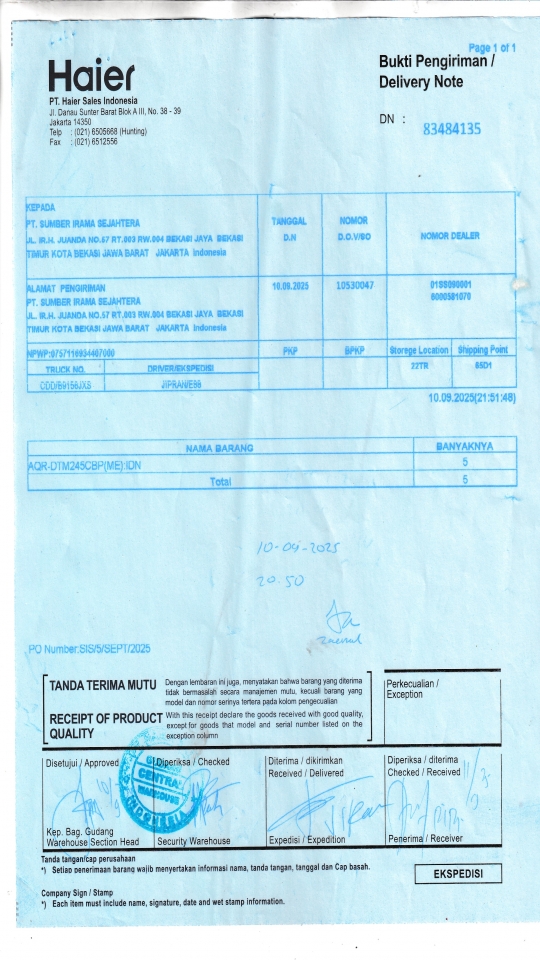 Page 1 of 1
Haier
Bukti Pengiriman /
Delivery Note
PT. Haier Sales Indonesia
Jl. Danau Sunter Barat Blok A III, No. 38 - 39
Jakarta 14350
Telp : (021) 6505668 (Hunting)
Fax : (021) 6512556
DN : 83484135
KEPADA
PT. SUMBER IRAMA SEJAHTERA
JL. IR.H. JUANDA NO.57 RT.003 RW.004 BEKASI JAYA BEKASI
TIMUR KOTA BEKASI JAWA BARAT JAKARTA Indonesia
TANGGAL
D.N
NOMOR
D.O.V/SO
NOMOR DEALER
ALAMAT PENGIRIMAN
PT. SUMBER IRAMA SEJAHTERA
JL. IR.H. JUANDA NO.57 RT.003 RW.004 BEKASI JAYA BEKASI
TIMUR KOTA BEKASI JAWA BARAT JAKARTA Indonesia
10.09.2025
10530047
NPWP:0757116934407000
PKP
BPKP
Storege Location
Shipping Point
TRUCK NO.
DRIVER/EKSPEDISI
22TR
85D1
CDD/B9156JXS
10.09.2025(21:51:48)
NAMA BARANG
BANYAKNYA
AQR-DTM245CBP(ME):IDN
5
Total
5
10-09-2025
20.50
PO Number:SIS/5/SEPT/2025
TANDA TERIMA MUTU
Dengan lembaran ini juga, menyatakan bahwa barang yang diterima
tidak bermasalah secara manajemen mutu, kecuali barang yang
model dan nomor serinya tertera pada kolom pengecualian
RECEIPT OF PRODUCT
QUALITY
With this receipt declare the goods received with good quality,
except for goods that model and serial number listed on the
exception column
Perkecualian /
Exception
Disetujui / Approved
Diperiksa / Checked
Diterima / dikirimkan
Received / Delivered
Diperiksa / diterima
Checked / Received
CENTRAL
WAREHOUSE
Kep. Bag. Gudang
Warehouse Section Head
Security Warehouse
Expedisi / Expedition
Penerima / Receiver
Tanda tangan/cap perusahaan
*) Setiap penerimaan barang wajib menyertakan informasi nama, tanda tangan, tanggal dan Cap basah.
EKSPEDISI
Company Sign / Stamp
*) Each item must include name, signature, date and wet stamp information.